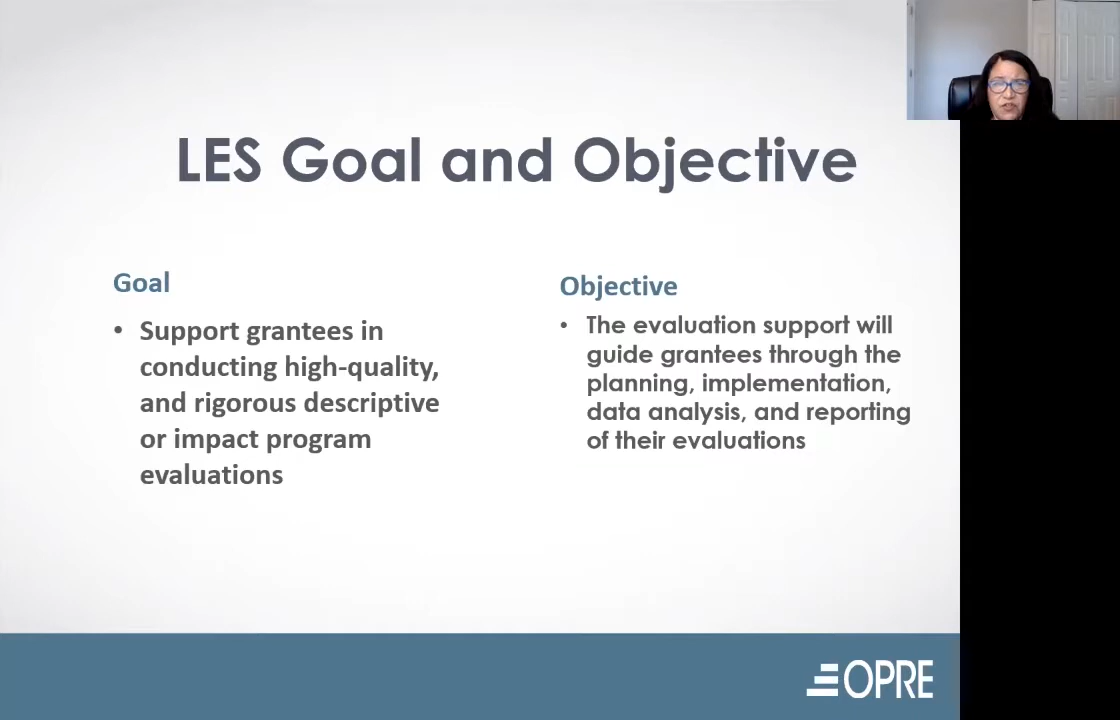 LES Goal and Objective
Goal
• Support grantees in
conducting high-quality,
and rigorous descriptive
or impact program
evaluations
Objective
• The evaluation support will
guide grantees through the
planning, implementation,
data analysis, and reporting
of their evaluations
OPRE